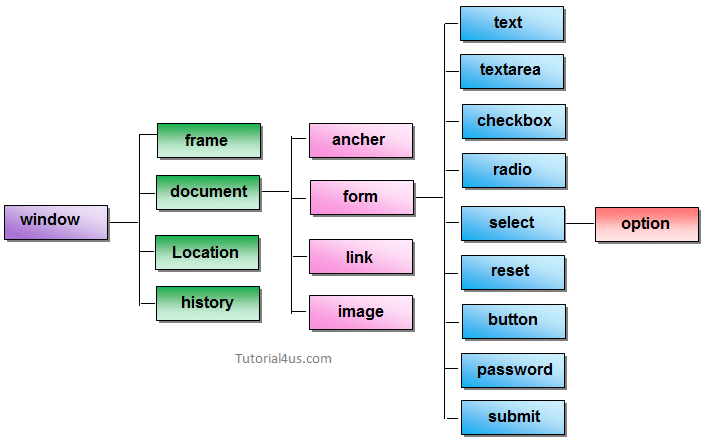 window
frame
document
Location
history
ancher
form
link
image
text
textarea
checkbox
radio
select
reset
button
password
submit
option
Tutorial4us.com